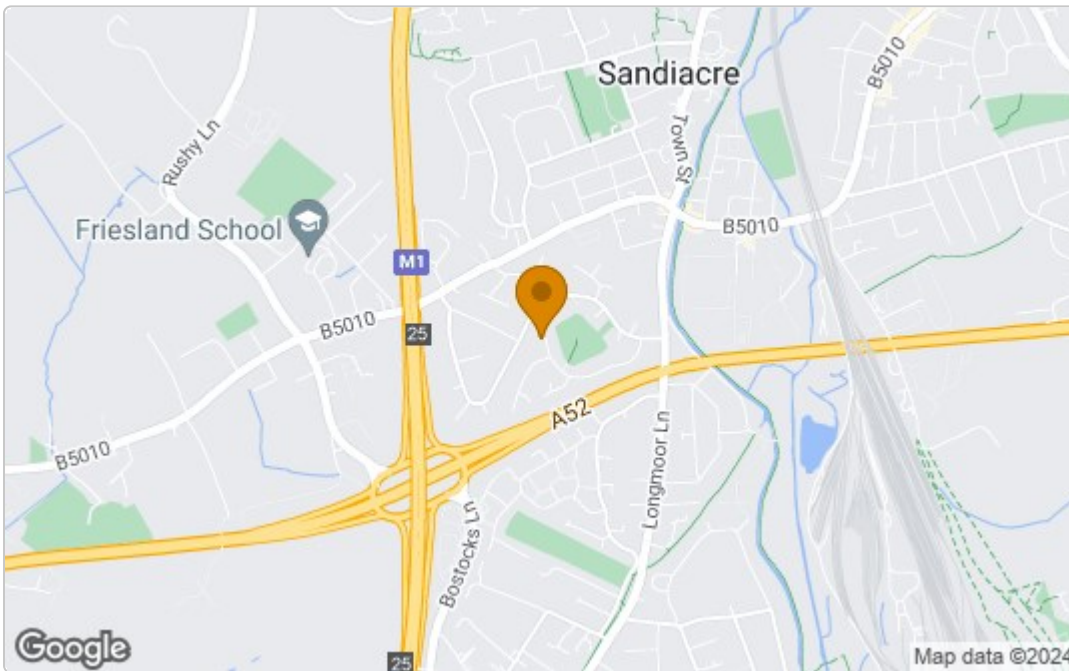 Sandiacre
B5010
Rushy Ln
Town St
Friesland School
B5010
M1
B5010
25
A52
Longmoor Ln
B5010
Bostocks Ln
Google
25
Map data ©2024